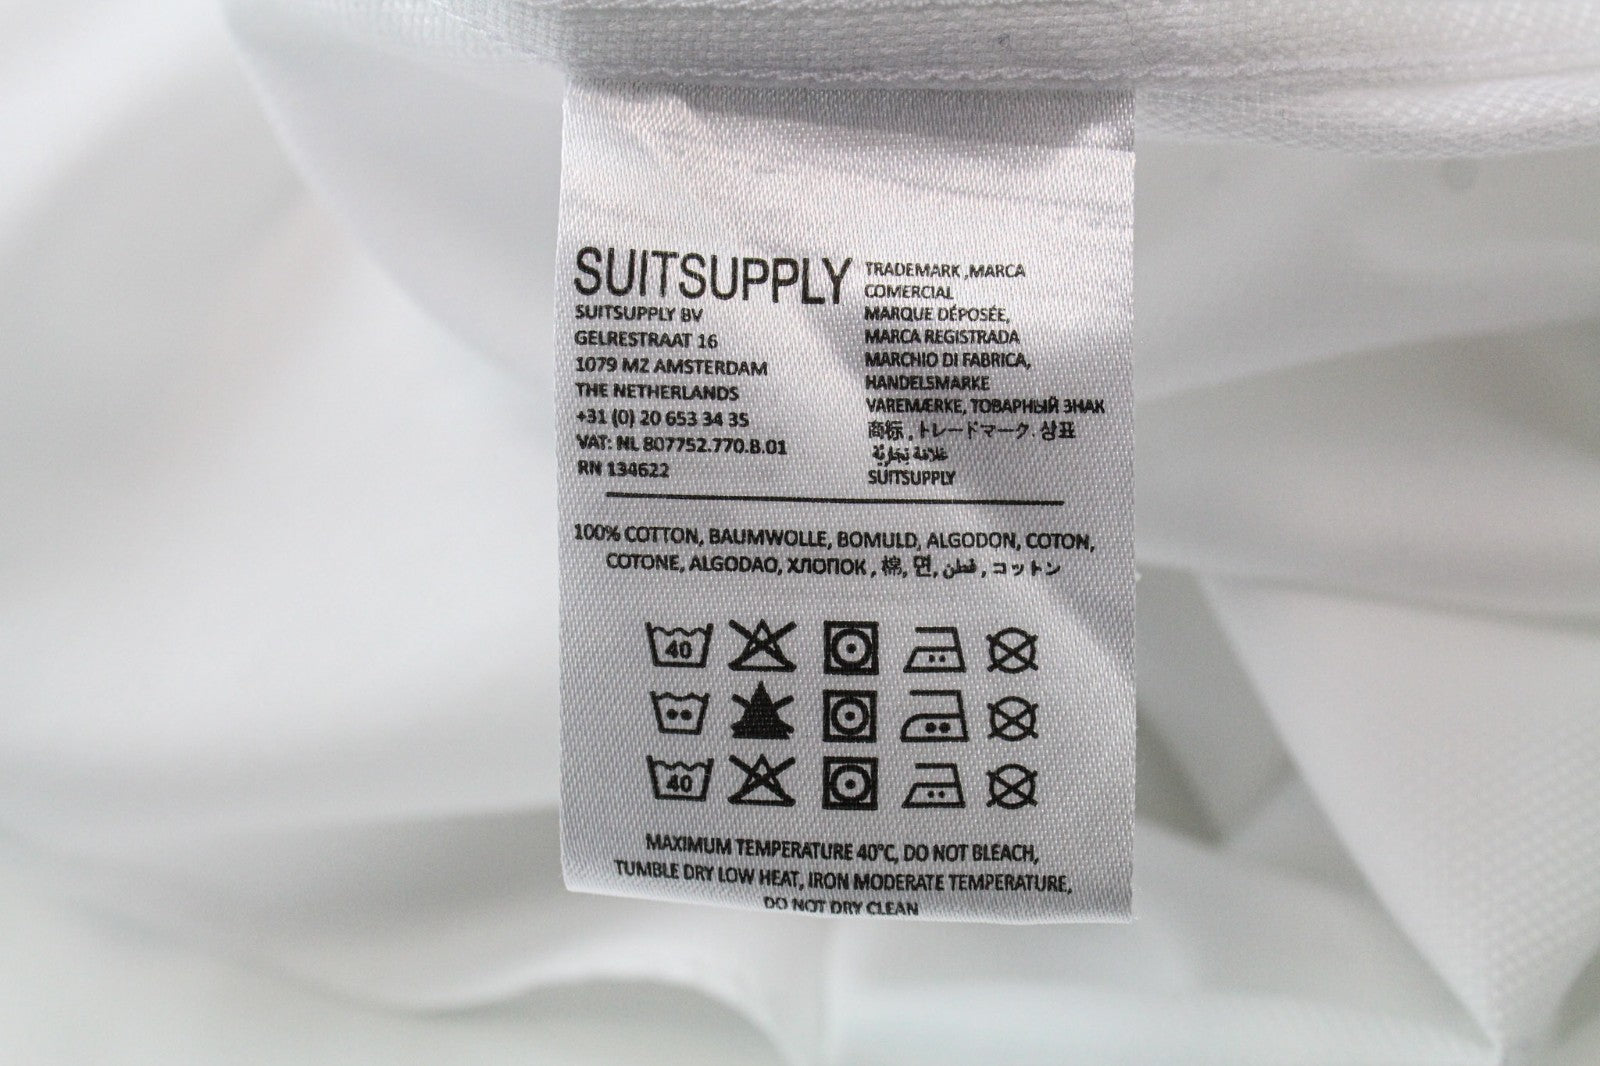 SUITSUPPLY
SUITSUPPLY BV
GELRESTRAAT 16
1079 MZ AMSTERDAM
THE NETHERLANDS
+31 (0) 20 653 34 35
VAT: NL 807752.770.B.01
RN 134622
TRADEMARK ,MARCA
COMERCIAL
MARQUE DÉPOSÉE,
MARCA REGISTRADA
MARCHIO DI FABRICA,
HANDELSMARKE
VAREMÆRKE, ТОВАРНЫЙ ЗНАК
商标 , トレードマーク. 상표
علامة تجارية
SUITSUPPLY
100% COTTON, BAUMWOLLE, BOMULD, ALGODON, COTON,
COTONE, ALGODAO, ХЛОПОК , 棉, 면, قطن , コットン
40
40
MAXIMUM TEMPERATURE 40°C, DO NOT BLEACH,
TUMBLE DRY LOW HEAT, IRON MODERATE TEMPERATURE,
DO NOT DRY CLEAN